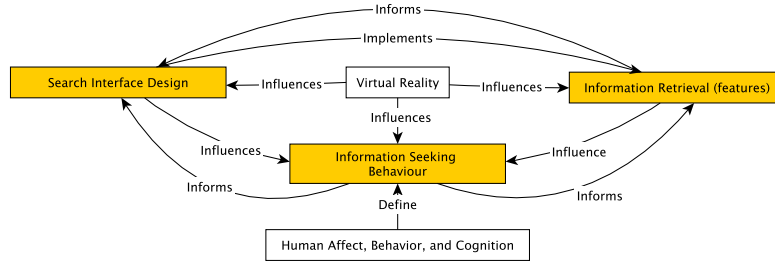 Informs
Implements
Search Interface Design
Influences
Virtual Reality
Influences
Information Retrieval (features)
Influences
Influences
Information Seeking
Behaviour
Influence
Informs
Informs
Define
Human Affect, Behavior, and Cognition